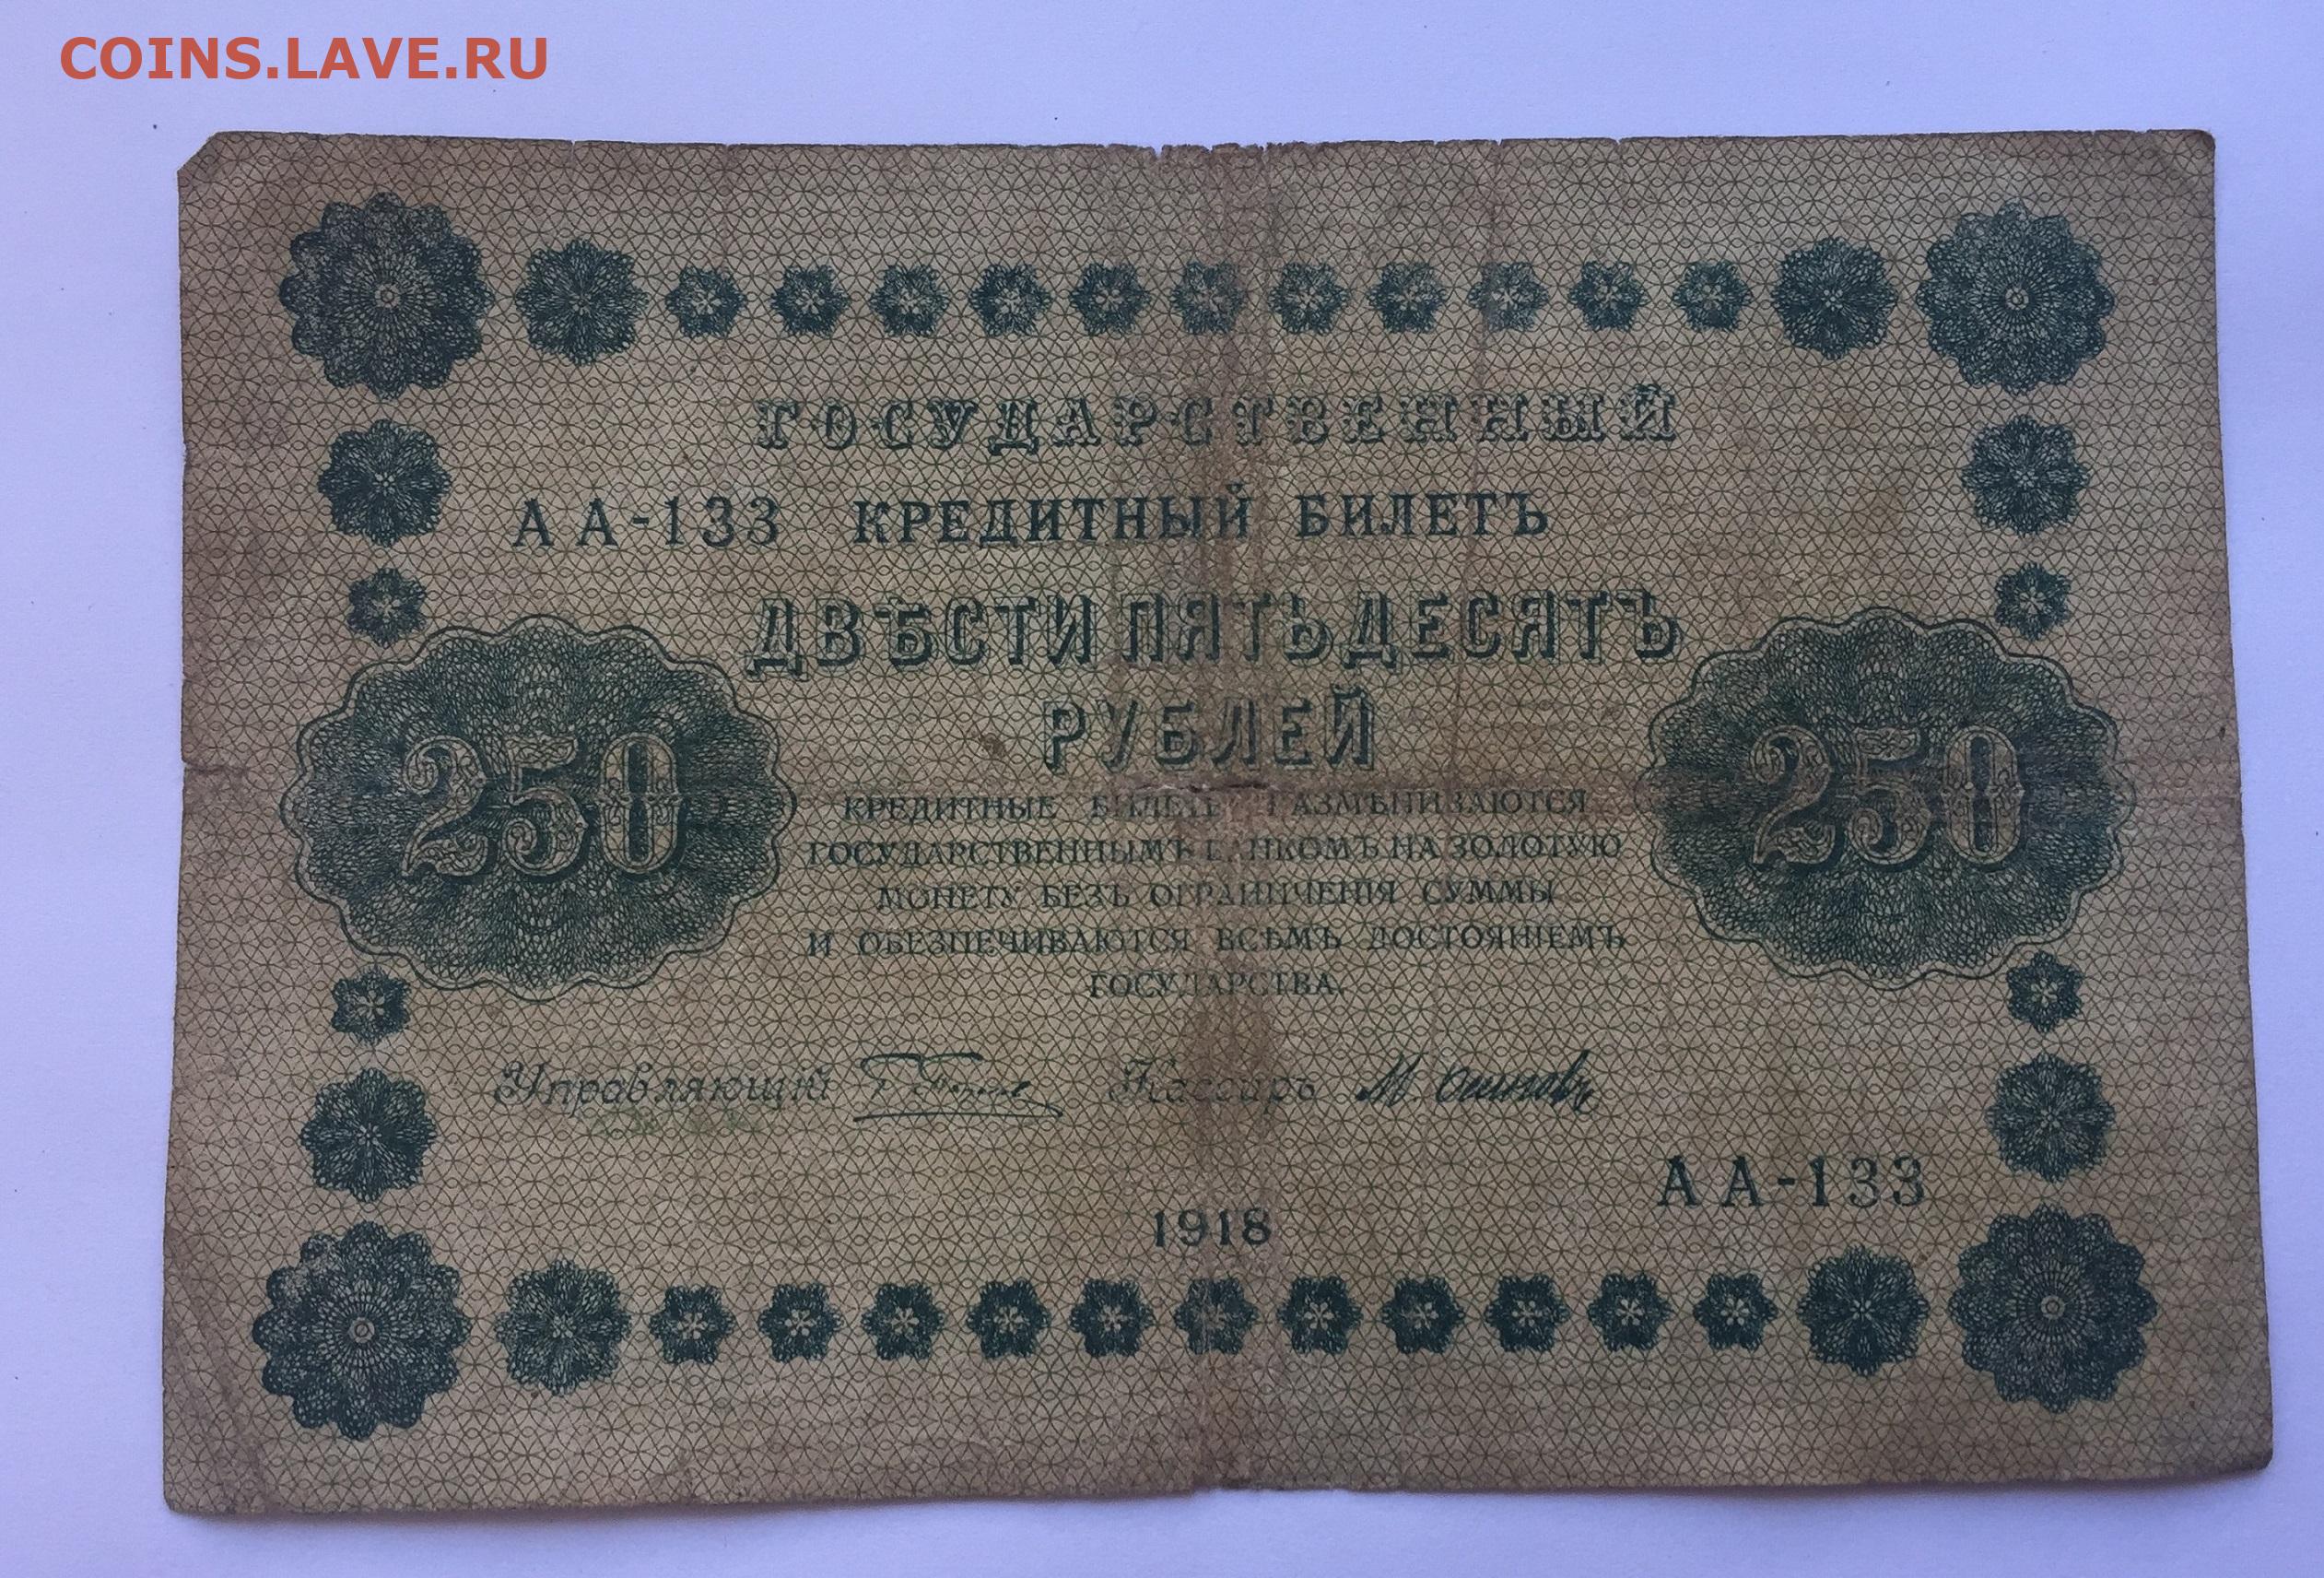 COINS.LAVE.RU
ГОСУДАРСТВЕННЫЙ
АА-133 КРЕДИТНЫЙ БИЛЕТЪ
ДВѢСТИ ПЯТЬДЕСЯТЪ
РУБЛЕЙ
250
250
КРЕДИТНЫЕ БИЛЕТЫ РАЗМѢНИВАЮТСЯ
ГОСУДАРСТВЕННЫМЪ БАНКОМЪ НА ЗОЛОТУЮ
МОНЕТУ БЕЗЪ ОГРАНИЧЕНІЯ СУММЫ
И ОБЕЗПЕЧИВАЮТСЯ ВСѢМЪ ДОСТОЯНІЕМЪ
ГОСУДАРСТВА.
Управляющій Кассиръ М Осиповъ
АА-133
1918